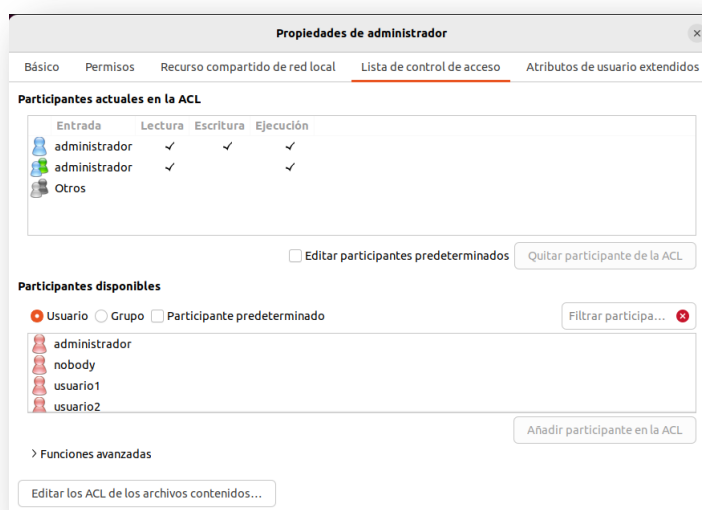 Propiedades de administrador
Básico Permisos Recurso compartido de red local Lista de control de acceso Atributos de usuario extendidos
Participantes actuales en la ACL
Entrada Lectura Escritura Ejecución
administrador
administrador
Otros
Editar participantes predeterminados Quitar participante de la ACL
Participantes disponibles
Usuario Grupo Participante predeterminado Filtrar participa...
administrador
nobody
usuario1
usuario2
Añadir participante en la ACL
Funciones avanzadas
Editar los ACL de los archivos contenidos...